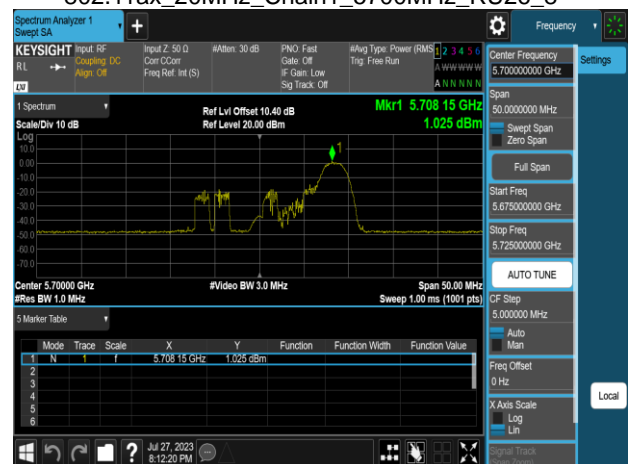 Spectrum Analyzer 1
Swept SA
+
Frequency
KEYSIGHT
RL
LXI
Input: RF
Coupling: DC
Align: Off
Input Z: 50 Ω
Corr CCorr
Freq Ref: Int (S)
#Atten: 30 dB
PNO: Fast
Gate: Off
IF Gain: Low
Sig Track: Off
#Avg Type: Power (RMS
Trig: Free Run
1 2 3 4 5 6
A W W W W W
A N N N N N
1 Spectrum
Scale/Div 10 dB
Ref Lvl Offset 10.40 dB
Ref Level 20.00 dBm
Mkr1 5.708 15 GHz
1.025 dBm
Log
10.0
0.00
-10.0
-20.0
-30.0
-40.0
-50.0
-60.0
-70.0
1
Center 5.70000 GHz
#Res BW 1.0 MHz
#Video BW 3.0 MHz
Span 50.00 MHz
Sweep 1.00 ms (1001 pts)
5 Marker Table
Mode Trace Scale X Y Function Function Width Function Value
1 N 1 f 5.708 15 GHz 1.025 dBm
2
3
4
5
6
Jul 27, 2023
8:12:20 PM
?
Center Frequency
5.700000000 GHz
Span
50.0000000 MHz
Swept Span
Zero Span
Full Span
Start Freq
5.675000000 GHz
Stop Freq
5.725000000 GHz
AUTO TUNE
CF Step
5.000000 MHz
Auto
Man
Freq Offset
0 Hz
X Axis Scale
Log
Lin
Signal Track
(Span Zoom)
Settings
Local